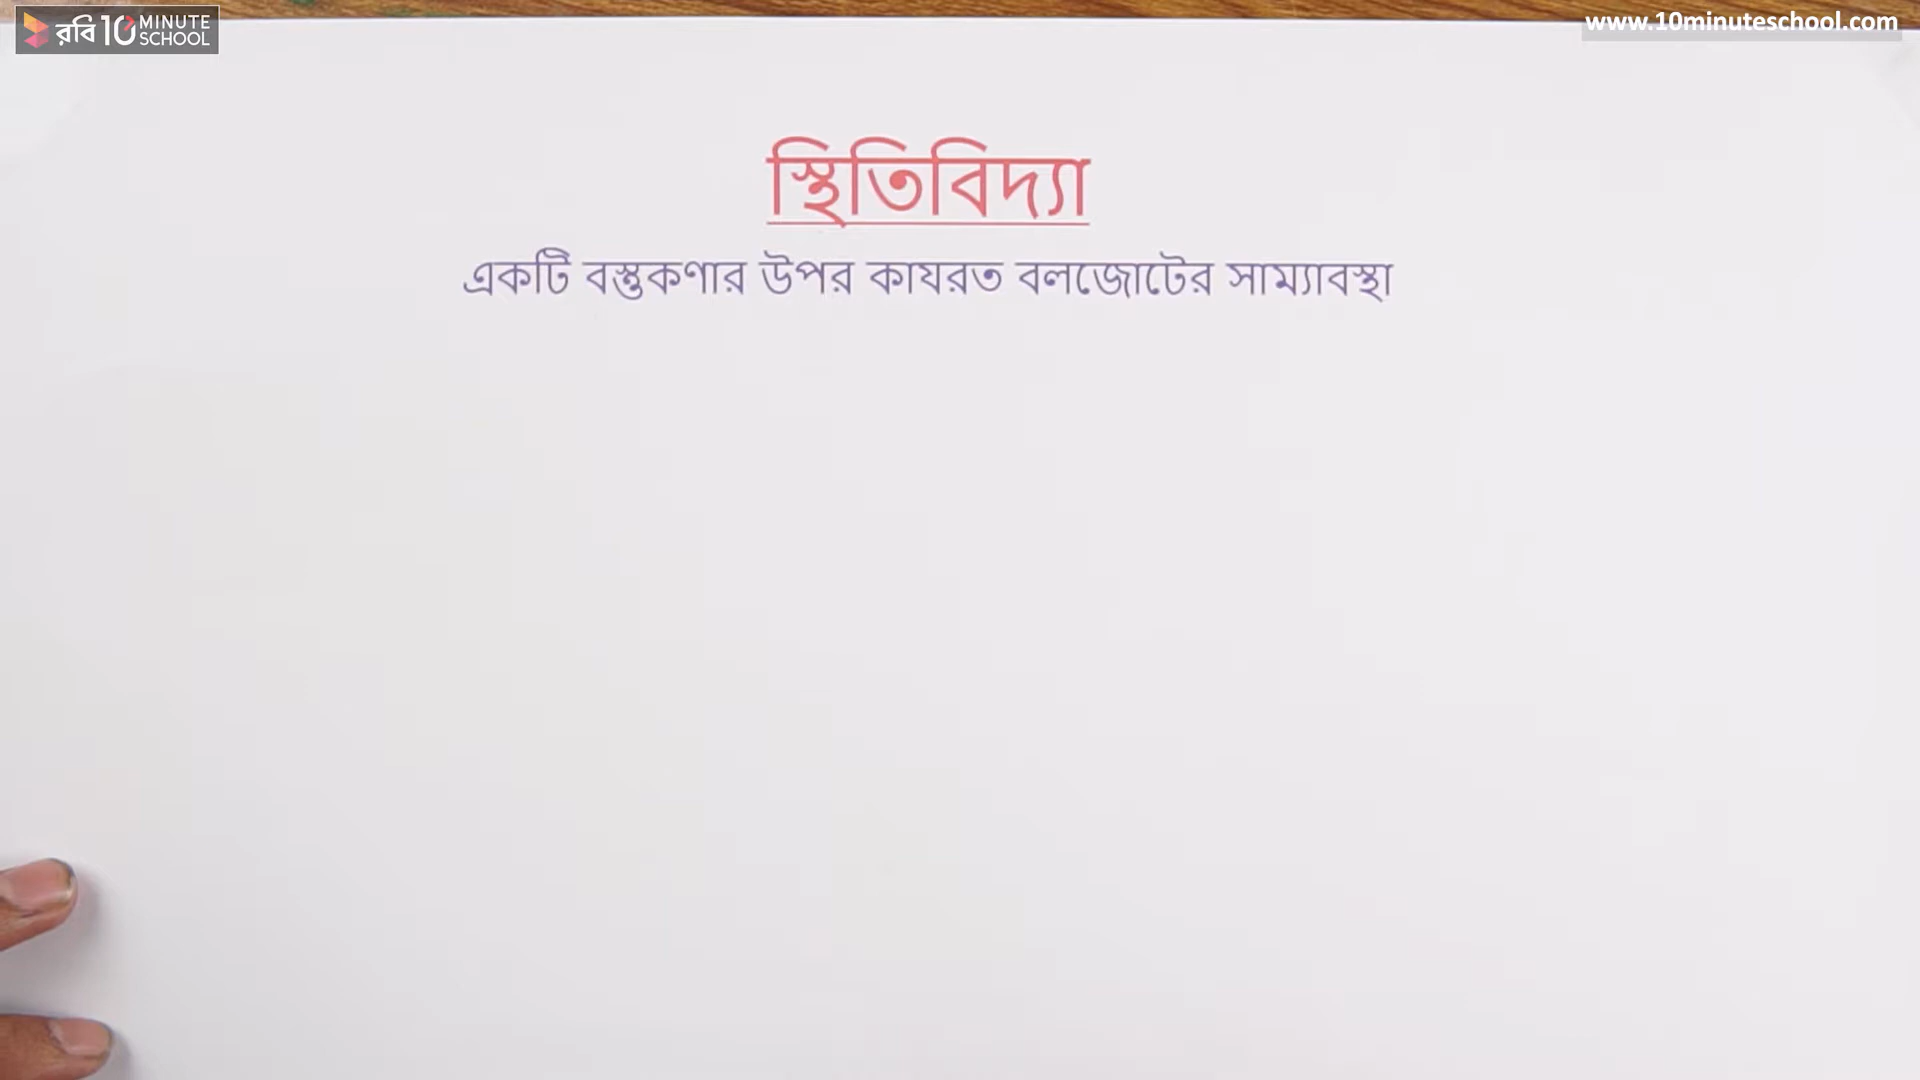 রবি 10 MINUTE SCHOOL
www.10minuteschool.com
স্থিতিবিদ্যা
একটি বস্তুকণার উপর কাযরত বলজোটের সাম্যাবস্থা